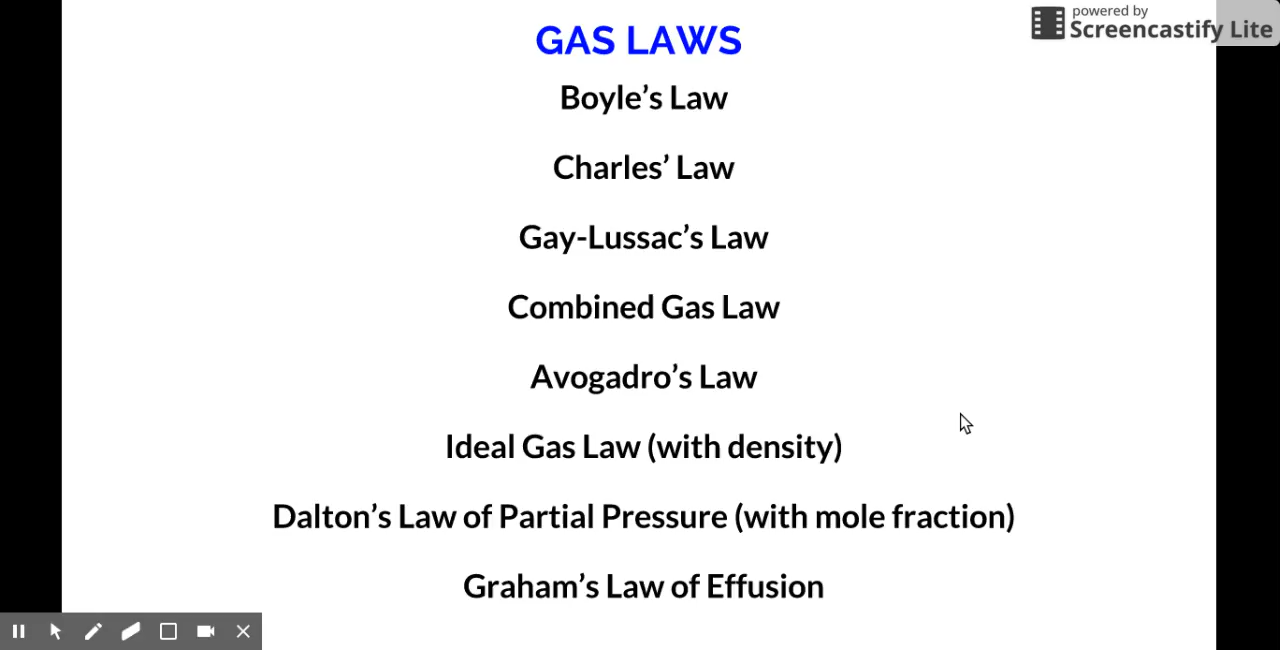 powered by
Screencastify Lite
GAS LAWS
Boyle’s Law
Charles’ Law
Gay-Lussac’s Law
Combined Gas Law
Avogadro’s Law
Ideal Gas Law (with density)
Dalton’s Law of Partial Pressure (with mole fraction)
Graham’s Law of Effusion